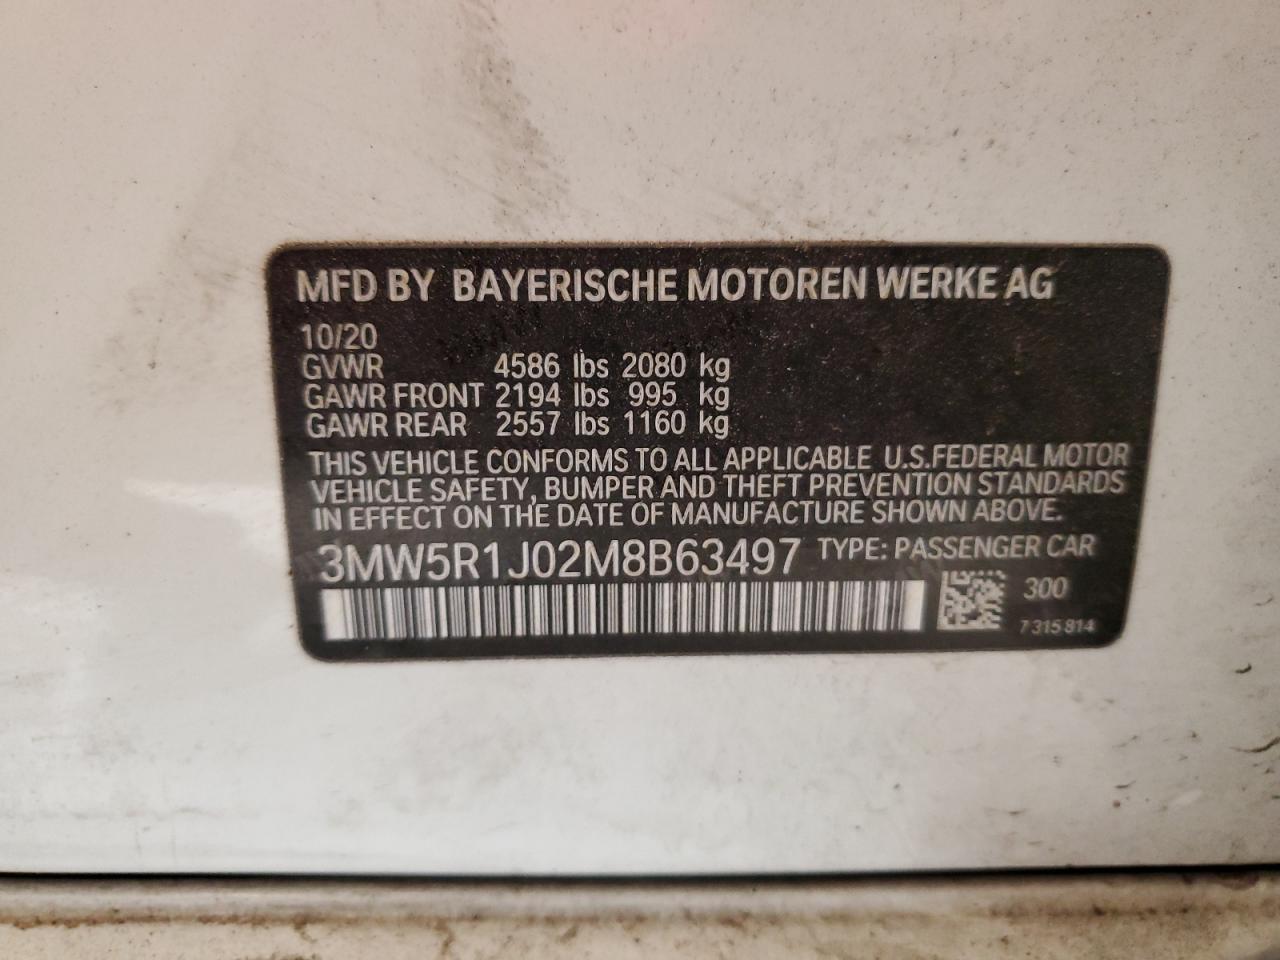 MFD BY BAYERISCHE MOTOREN WERKE AG
10/20
GVWR 4586 lbs 2080 kg
GAWR FRONT 2194 lbs 995 kg
GAWR REAR 2557 lbs 1160 kg
THIS VEHICLE CONFORMS TO ALL APPLICABLE U.S.FEDERAL MOTOR
VEHICLE SAFETY, BUMPER AND THEFT PREVENTION STANDARDS
IN EFFECT ON THE DATE OF MANUFACTURE SHOWN ABOVE.
3MW5R1J02M8B63497 TYPE: PASSENGER CAR
300
7 315 814